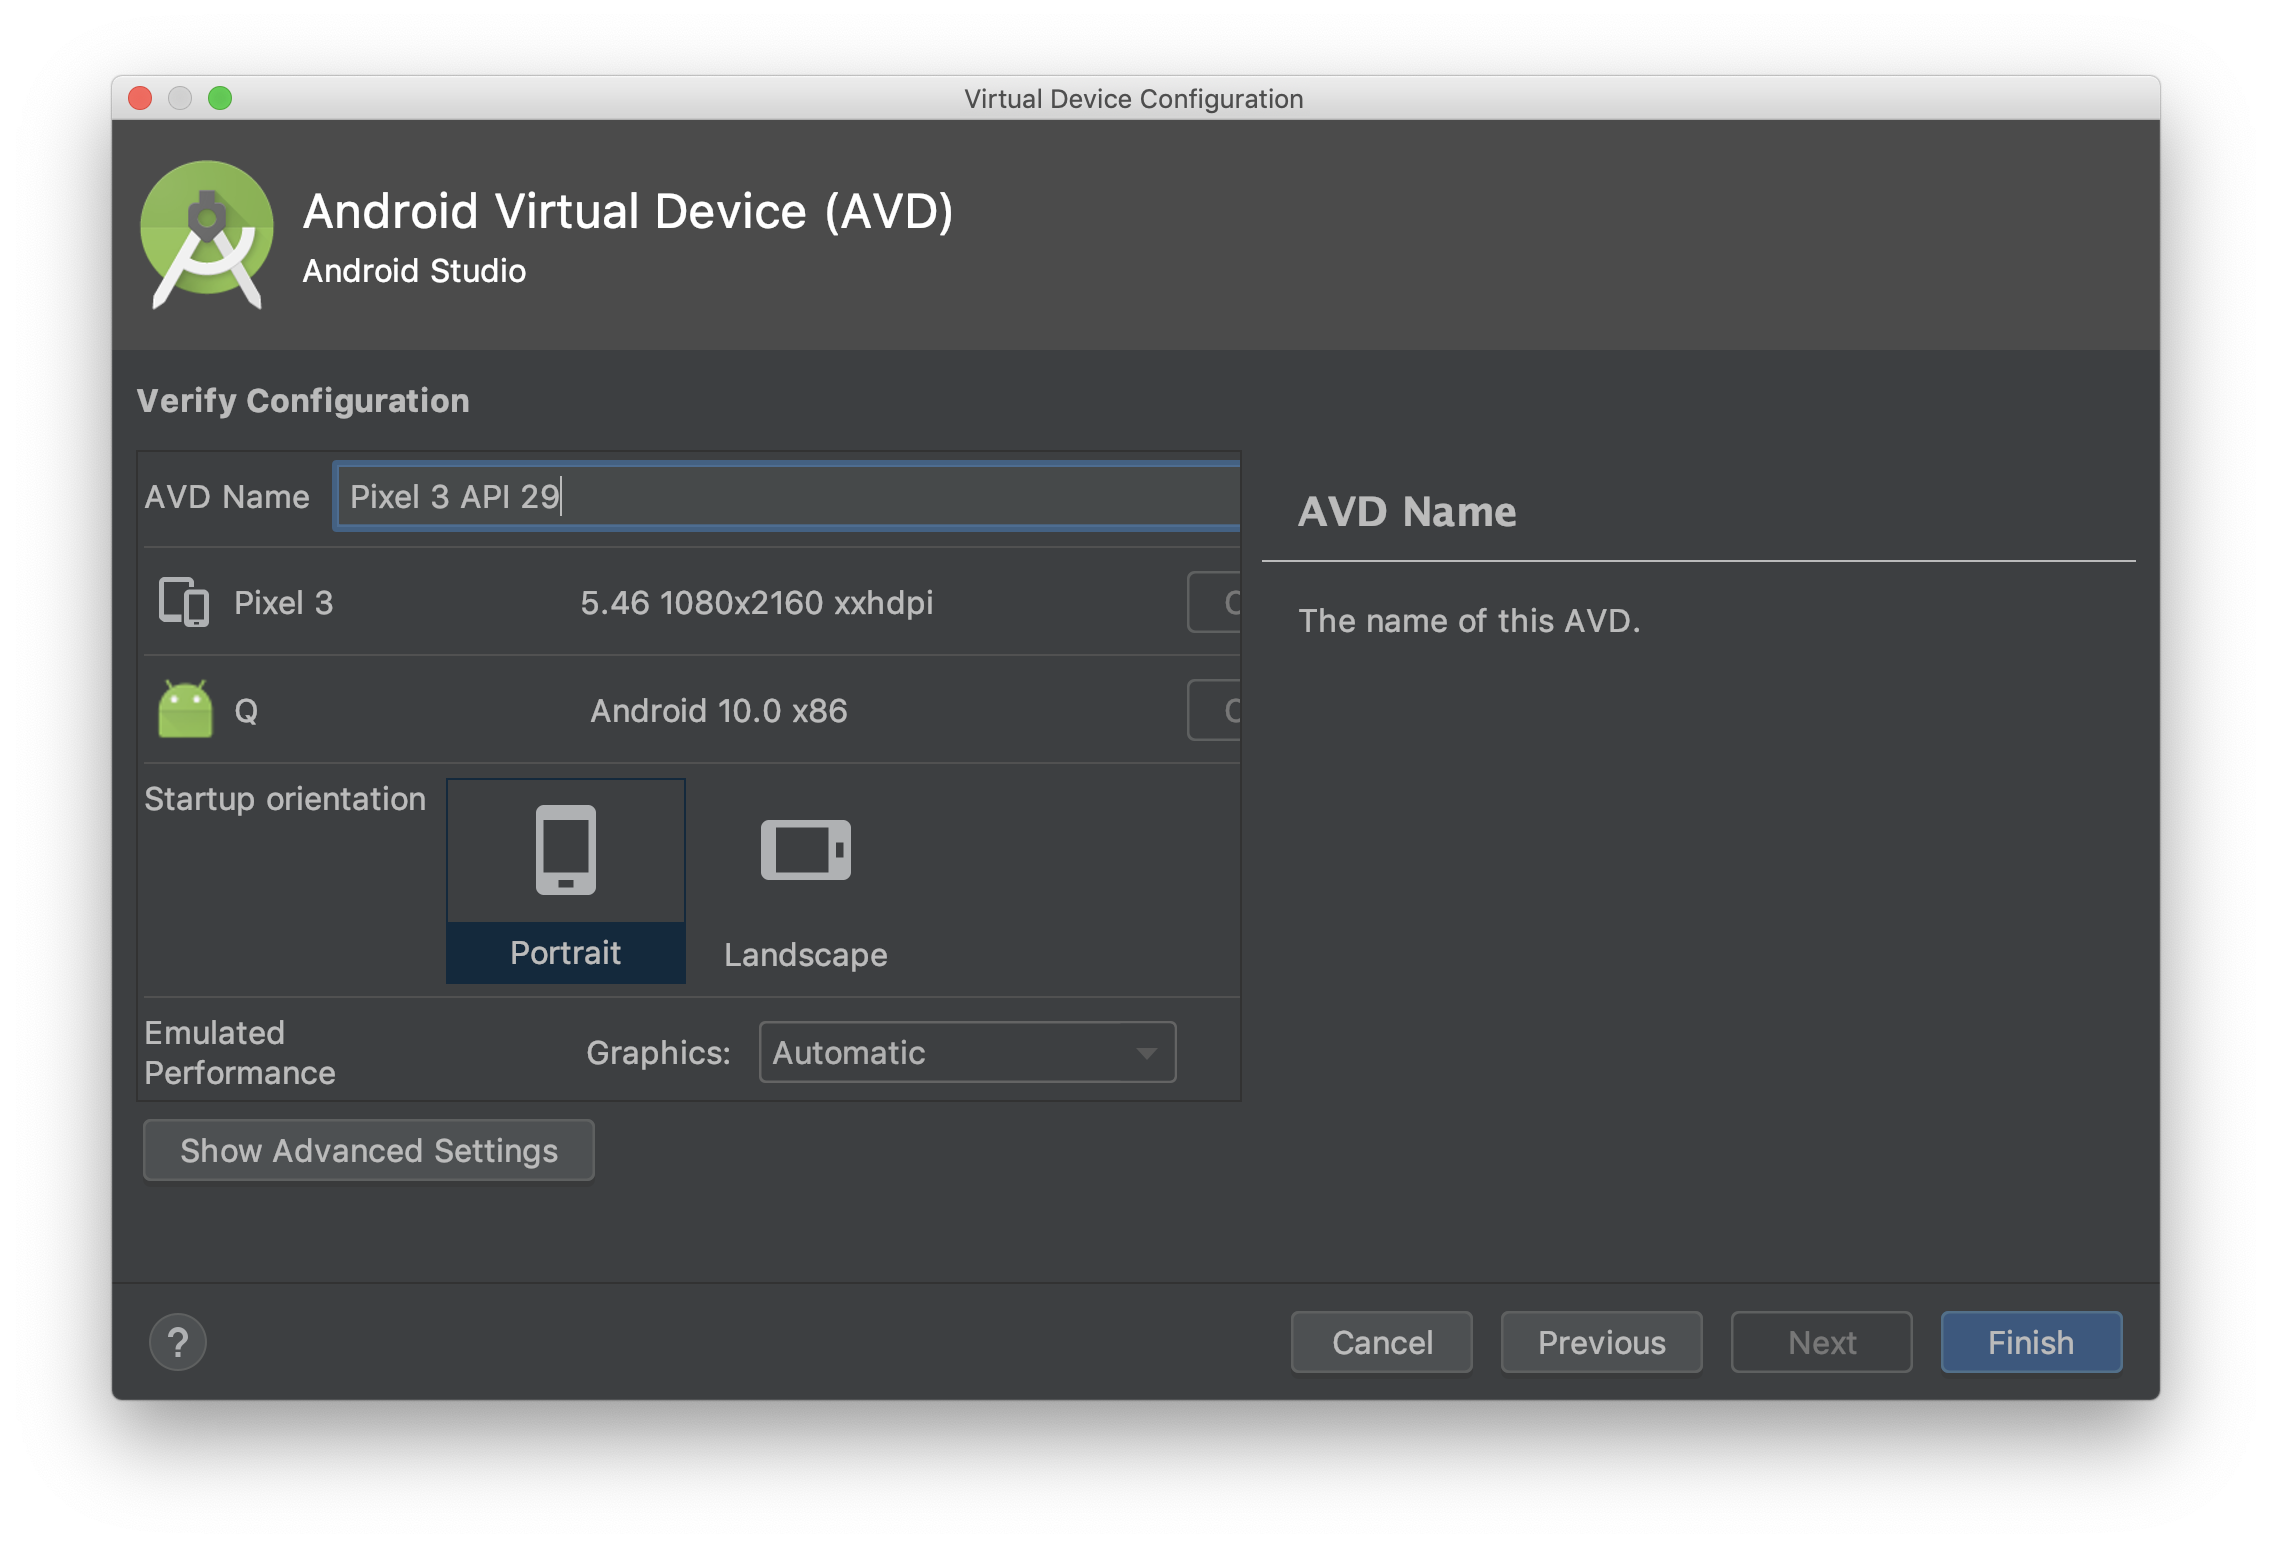 Virtual Device Configuration
Android Virtual Device (AVD)
Android Studio
Verify Configuration
AVD Name
Pixel 3 API 29
Pixel 3
5.46 1080x2160 xxhdpi
Q
Android 10.0 x86
Startup orientation
Portrait
Landscape
Emulated
Performance
Graphics:
Automatic
Show Advanced Settings
AVD Name
The name of this AVD.
?
Cancel
Previous
Next
Finish